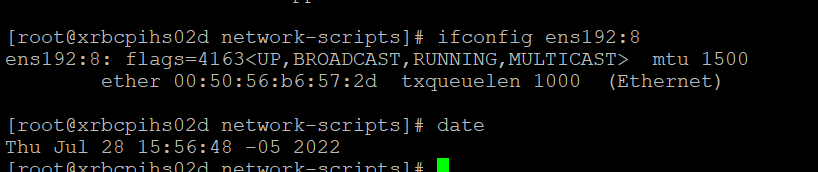 [root@xrbcpihs02d network-scripts]# ifconfig ens192:8
ens192:8: flags=4163<UP,BROADCAST,RUNNING,MULTICAST>  mtu 1500
        ether 00:50:56:b6:57:2d  txqueuelen 1000  (Ethernet)
[root@xrbcpihs02d network-scripts]# date
Thu Jul 28 15:56:48 -05 2022
[root@xrbcpihs02d network-scripts]#